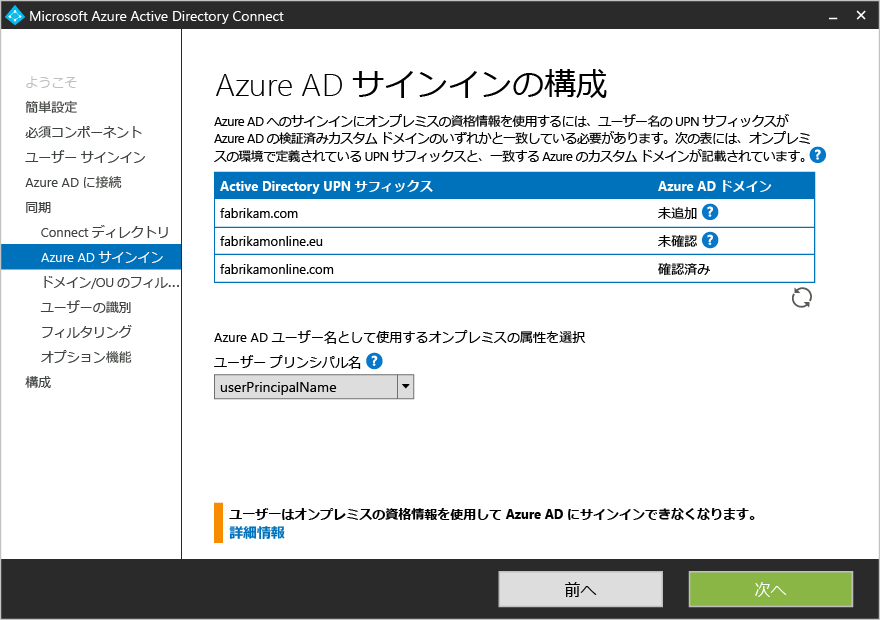 Microsoft Azure Active Directory Connect
ようこそ
簡単設定
必須コンポーネント
ユーザー サインイン
Azure AD に接続
同期
Connect ディレクトリ
Azure AD サインイン
ドメイン/OU のフィル...
ユーザーの識別
フィルタリング
オプション機能
構成
Azure AD サインインの構成
Azure AD へのサインインにオンプレミスの資格情報を使用するには、ユーザー名の UPN サフィックスが
Azure AD の検証済みカスタム ドメインのいずれかと一致している必要があります。次の表には、オンプレミ
スの環境で定義されている UPN サフィックスと、一致する Azure のカスタム ドメインが記載されています。 ?
Active Directory UPN サフィックス Azure AD ドメイン
fabrikam.com 未追加 ?
fabrikamonline.eu 未確認 ?
fabrikamonline.com 確認済み
Azure AD ユーザー名として使用するオンプレミスの属性を選択
ユーザー プリンシパル名 ?
userPrincipalName
ユーザーはオンプレミスの資格情報を使用して Azure AD にサインインできなくなります。
詳細情報
前へ
次へ